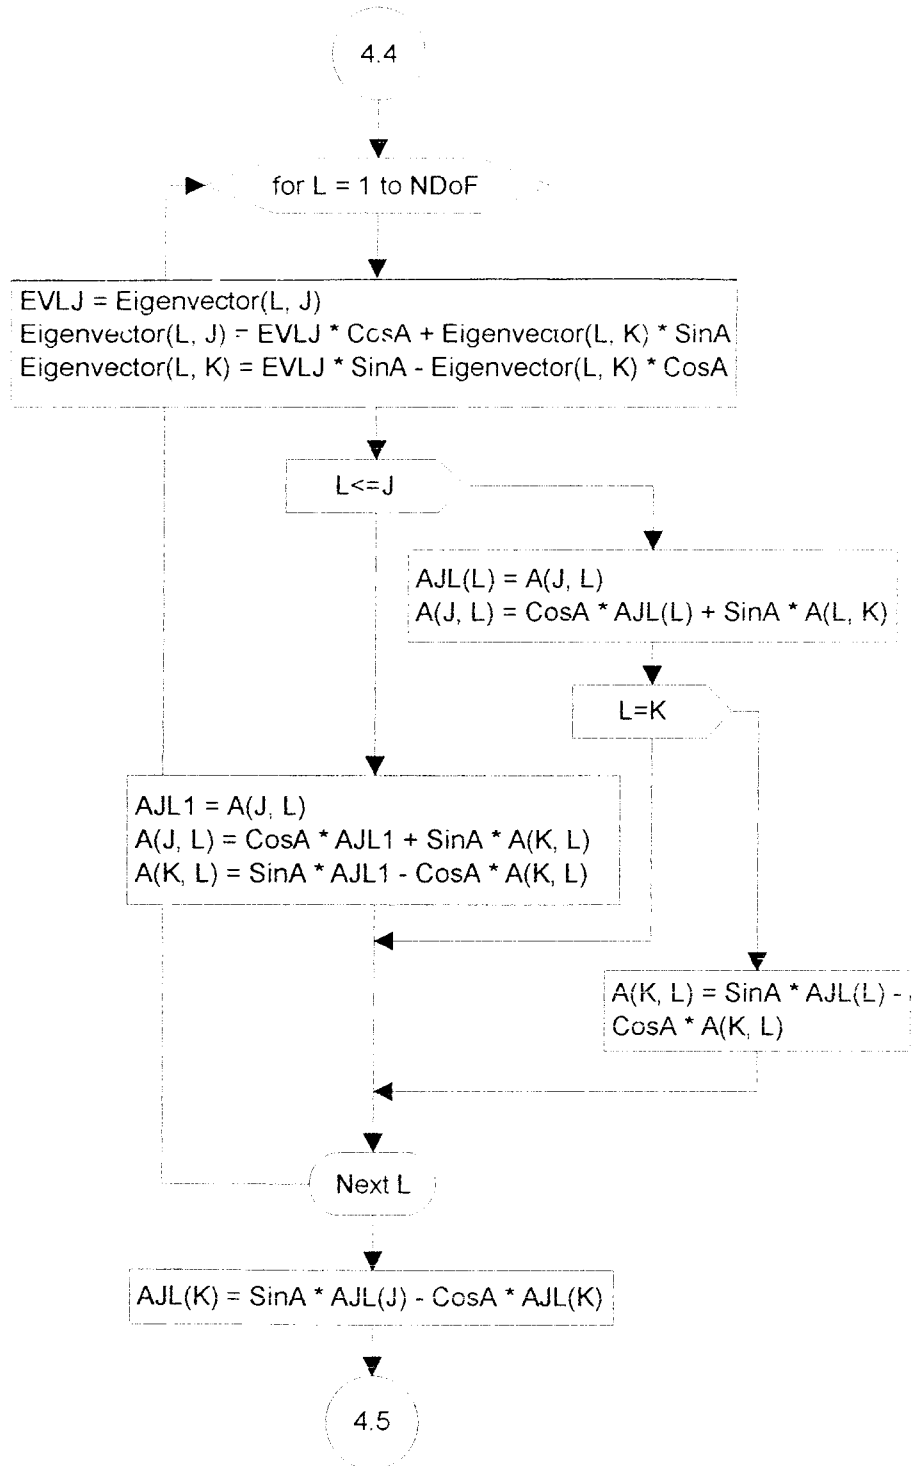 4.4
for L = 1 to NDoF
EVLJ = Eigenvector(L, J)
Eigenvector(L, J) = EVLJ * CosA + Eigenvector(L, K) * SinA
Eigenvector(L, K) = EVLJ * SinA - Eigenvector(L, K) * CosA
L<=J
AJL(L) = A(J, L)
A(J, L) = CosA * AJL(L) + SinA * A(L, K)
L=K
AJL1 = A(J, L)
A(J, L) = CosA * AJL1 + SinA * A(K, L)
A(K, L) = SinA * AJL1 - CosA * A(K, L)
A(K, L) = SinA * AJL(L) -
CosA * A(K, L)
Next L
AJL(K) = SinA * AJL(J) - CosA * AJL(K)
4.5